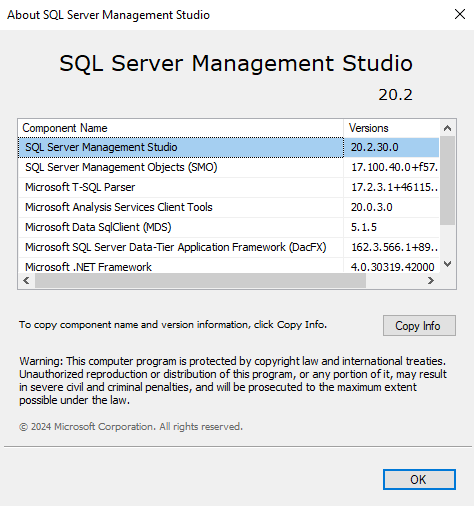 About SQL Server Management Studio
SQL Server Management Studio
20.2
Component Name Versions
SQL Server Management Studio 20.2.30.0
SQL Server Management Objects (SMO) 17.100.40.0+f57..
Microsoft T-SQL Parser 17.2.3.1+46115..
Microsoft Analysis Services Client Tools 20.0.3.0
Microsoft Data SqlClient (MDS) 5.1.5
Microsoft SQL Server Data-Tier Application Framework (DacFX) 162.3.566.1+89...
Microsoft .NET Framework 4.0.30319.42000
To copy component name and version information, click Copy Info.
Copy Info
Warning: This computer program is protected by copyright law and international treaties.
Unauthorized reproduction or distribution of this program, or any portion of it, may result
in severe civil and criminal penalties, and will be prosecuted to the maximum extent
possible under the law.
© 2024 Microsoft Corporation. All rights reserved.
OK